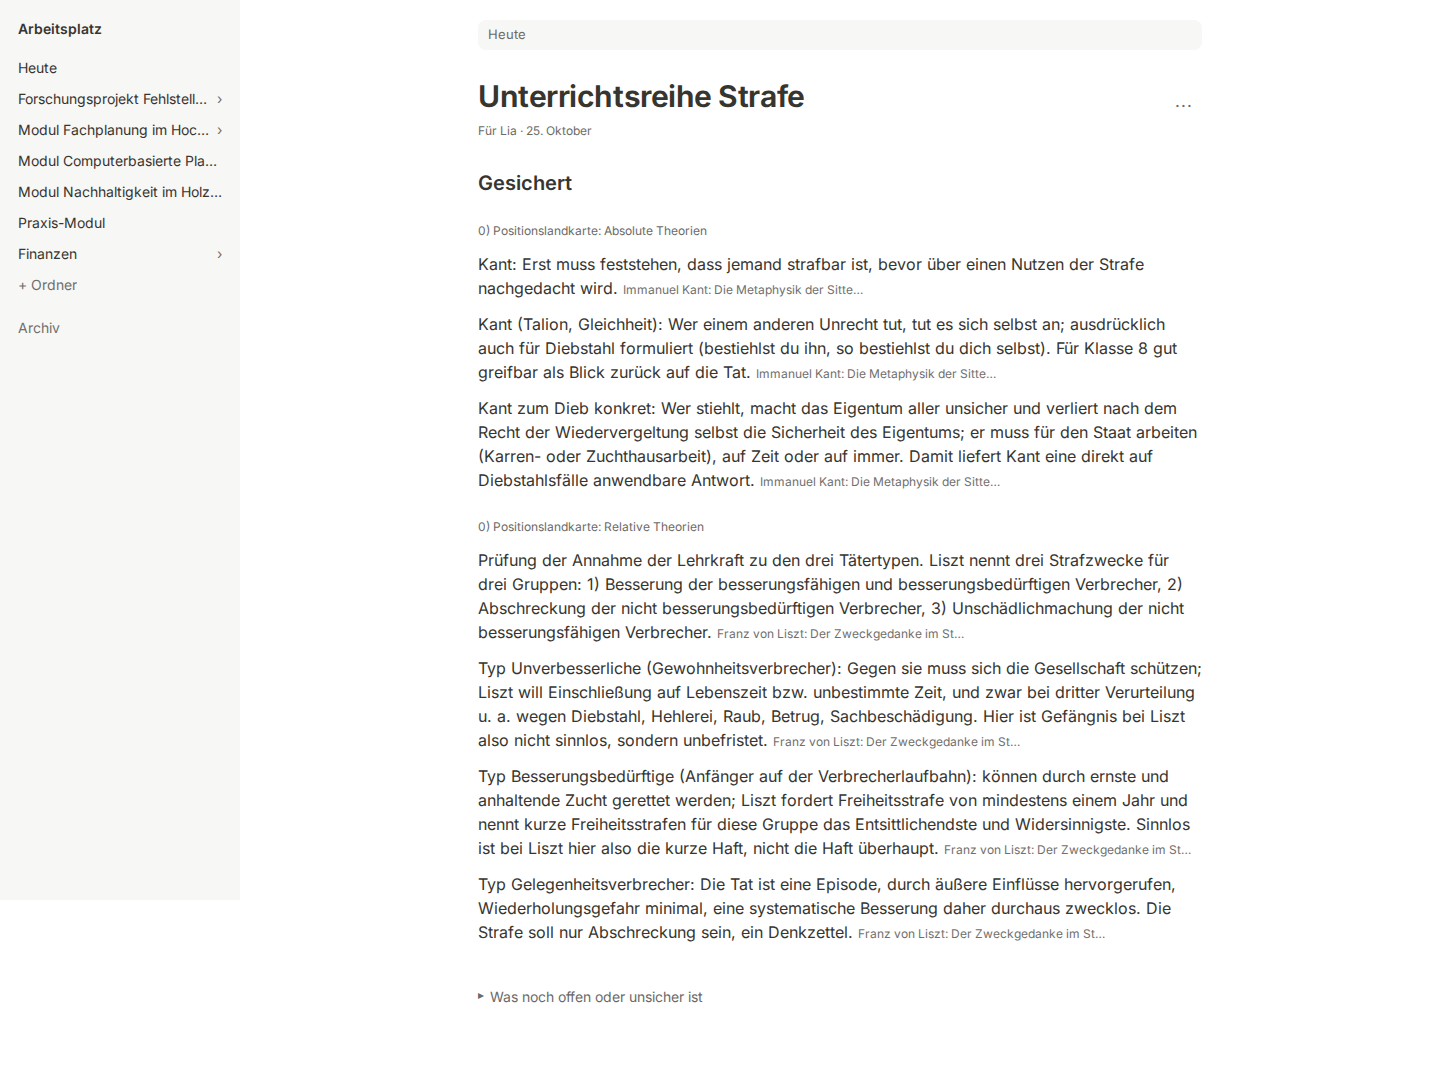 Arbeitsplatz
Heute
Forschungsprojekt Fehlstell... ›
Modul Fachplanung im Hoc... ›
Modul Computerbasierte Pla...
Modul Nachhaltigkeit im Holz...
Praxis-Modul
Finanzen ›
+ Ordner
Archiv
Heute
Unterrichtsreihe Strafe
...
Für Lia · 25. Oktober
Gesichert
0) Positionslandkarte: Absolute Theorien
Kant: Erst muss feststehen, dass jemand strafbar ist, bevor über einen Nutzen der Strafe
nachgedacht wird. Immanuel Kant: Die Metaphysik der Sitte...
Kant (Talion, Gleichheit): Wer einem anderen Unrecht tut, tut es sich selbst an; ausdrücklich
auch für Diebstahl formuliert (bestiehlst du ihn, so bestiehlst du dich selbst). Für Klasse 8 gut
greifbar als Blick zurück auf die Tat. Immanuel Kant: Die Metaphysik der Sitte...
Kant zum Dieb konkret: Wer stiehlt, macht das Eigentum aller unsicher und verliert nach dem
Recht der Wiedervergeltung selbst die Sicherheit des Eigentums; er muss für den Staat arbeiten
(Karren- oder Zuchthausarbeit), auf Zeit oder auf immer. Damit liefert Kant eine direkt auf
Diebstahlsfälle anwendbare Antwort. Immanuel Kant: Die Metaphysik der Sitte...
0) Positionslandkarte: Relative Theorien
Prüfung der Annahme der Lehrkraft zu den drei Tätertypen. Liszt nennt drei Strafzwecke für
drei Gruppen: 1) Besserung der besserungsfähigen und besserungsbedürftigen Verbrecher, 2)
Abschreckung der nicht besserungsbedürftigen Verbrecher, 3) Unschädlichmachung der nicht
besserungsfähigen Verbrecher. Franz von Liszt: Der Zweckgedanke im St...
Typ Unverbesserliche (Gewohnheitsverbrecher): Gegen sie muss sich die Gesellschaft schützen;
Liszt will Einschließung auf Lebenszeit bzw. unbestimmte Zeit, und zwar bei dritter Verurteilung
u. a. wegen Diebstahl, Hehlerei, Raub, Betrug, Sachbeschädigung. Hier ist Gefängnis bei Liszt
also nicht sinnlos, sondern unbefristet. Franz von Liszt: Der Zweckgedanke im St...
Typ Besserungsbedürftige (Anfänger auf der Verbrecherlaufbahn): können durch ernste und
anhaltende Zucht gerettet werden; Liszt fordert Freiheitsstrafe von mindestens einem Jahr und
nennt kurze Freiheitsstrafen für diese Gruppe das Entsittlichendste und Widersinnigste. Sinnlos
ist bei Liszt hier also die kurze Haft, nicht die Haft überhaupt. Franz von Liszt: Der Zweckgedanke im St...
Typ Gelegenheitsverbrecher: Die Tat ist eine Episode, durch äußere Einflüsse hervorgerufen,
Wiederholungsgefahr minimal, eine systematische Besserung daher durchaus zwecklos. Die
Strafe soll nur Abschreckung sein, ein Denkzettel. Franz von Liszt: Der Zweckgedanke im St...
▸ Was noch offen oder unsicher ist